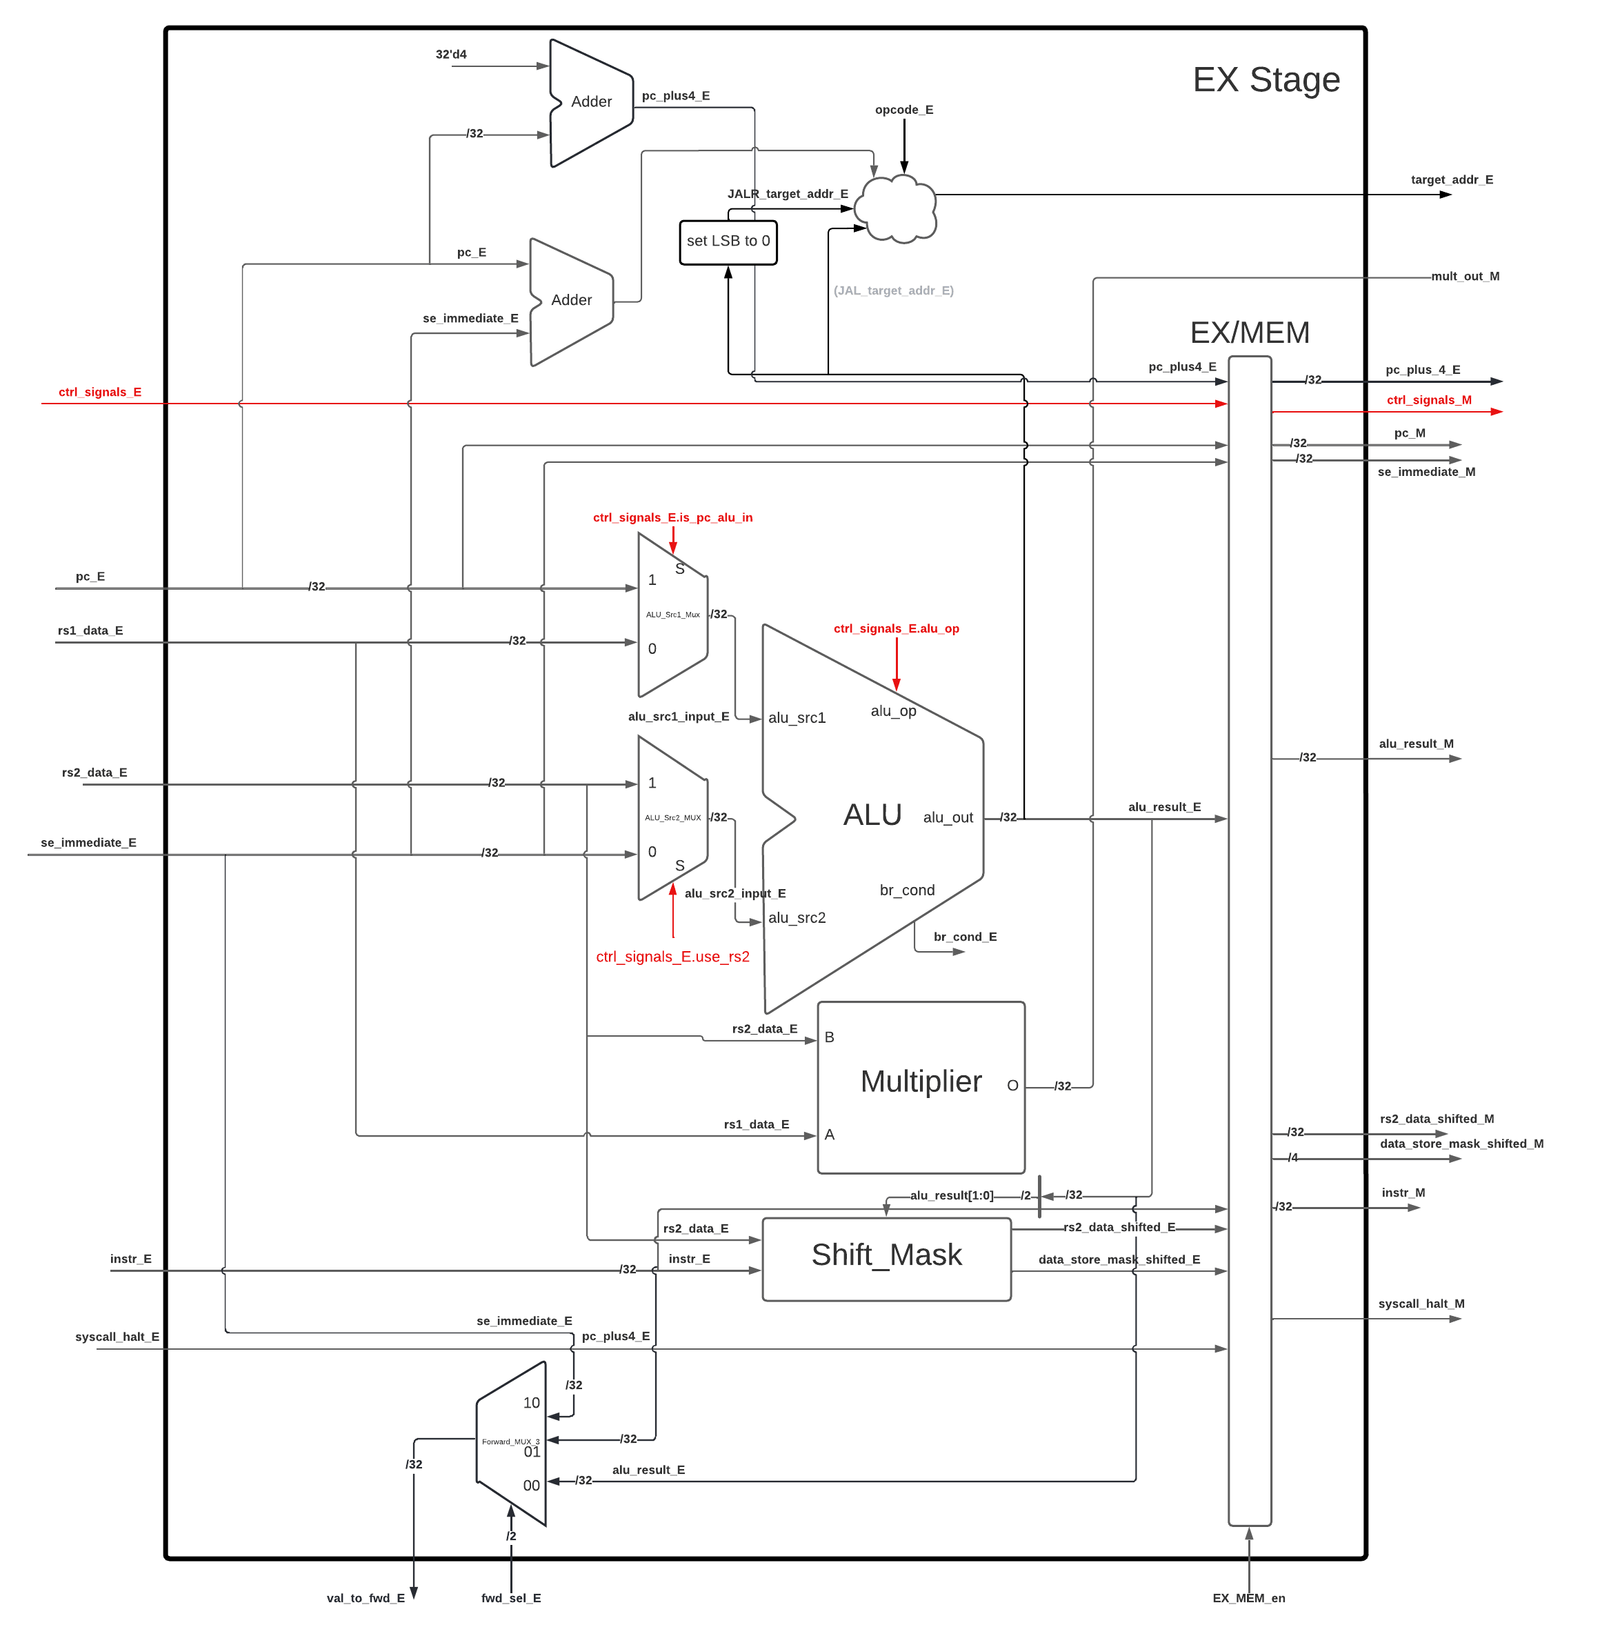 32'd4
Adder
pc_plus4_E
EX Stage
opcode_E
/32
JALR_target_addr_E
target_addr_E
set LSB to 0
pc_E
Adder
mult_out_M
(JAL_target_addr_E)
se_immediate_E
EX/MEM
pc_plus4_E
/32
pc_plus_4_E
ctrl_signals_E
ctrl_signals_M
/32
pc_M
/32
se_immediate_M
ctrl_signals_E.is_pc_alu_in
S
pc_E
/32
1
ALU_Src1_Mux
/32
rs1_data_E
/32
0
ctrl_signals_E.alu_op
alu_op
alu_src1_input_E
alu_src1
alu_result_M
/32
rs2_data_E
/32
1
ALU_Src2_MUX
/32
ALU
alu_out
/32
alu_result_E
se_immediate_E
/32
0
S
br_cond
alu_src2_input_E
alu_src2
br_cond_E
ctrl_signals_E.use_rs2
rs2_data_E
B
Multiplier
O
/32
rs1_data_E
A
rs2_data_shifted_M
/32
data_store_mask_shifted_M
/4
alu_result[1:0]
/2
/32
instr_M
/32
rs2_data_E
rs2_data_shifted_E
Shift_Mask
instr_E
/32
instr_E
data_store_mask_shifted_E
syscall_halt_M
se_immediate_E
syscall_halt_E
pc_plus4_E
/32
10
Forward_MUX_3
01
/32
/32
00
/32
alu_result_E
/2
val_to_fwd_E
fwd_sel_E
EX_MEM_en